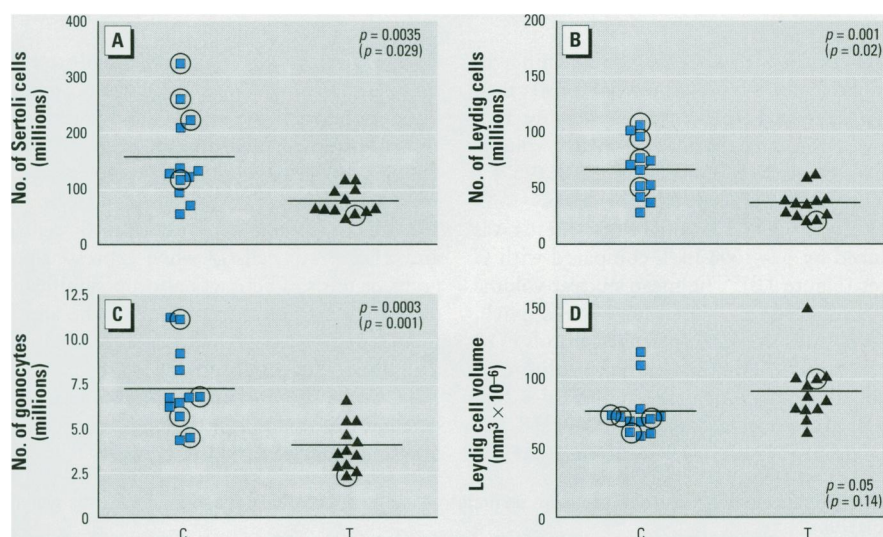 A
No. of Sertoli cells
(millions)
400
300
200
100
0
p = 0.0035
(p = 0.029)
B
No. of Leydig cells
(millions)
200
150
100
50
0
p = 0.001
(p = 0.02)
C
No. of gonocytes
(millions)
12.5
10.0
7.5
5.0
2.5
0
p = 0.0003
(p = 0.001)
C
T
D
Leydig cell volume
(mm³ × 10–6)
150
100
50
0
p = 0.05
(p = 0.14)
C
T